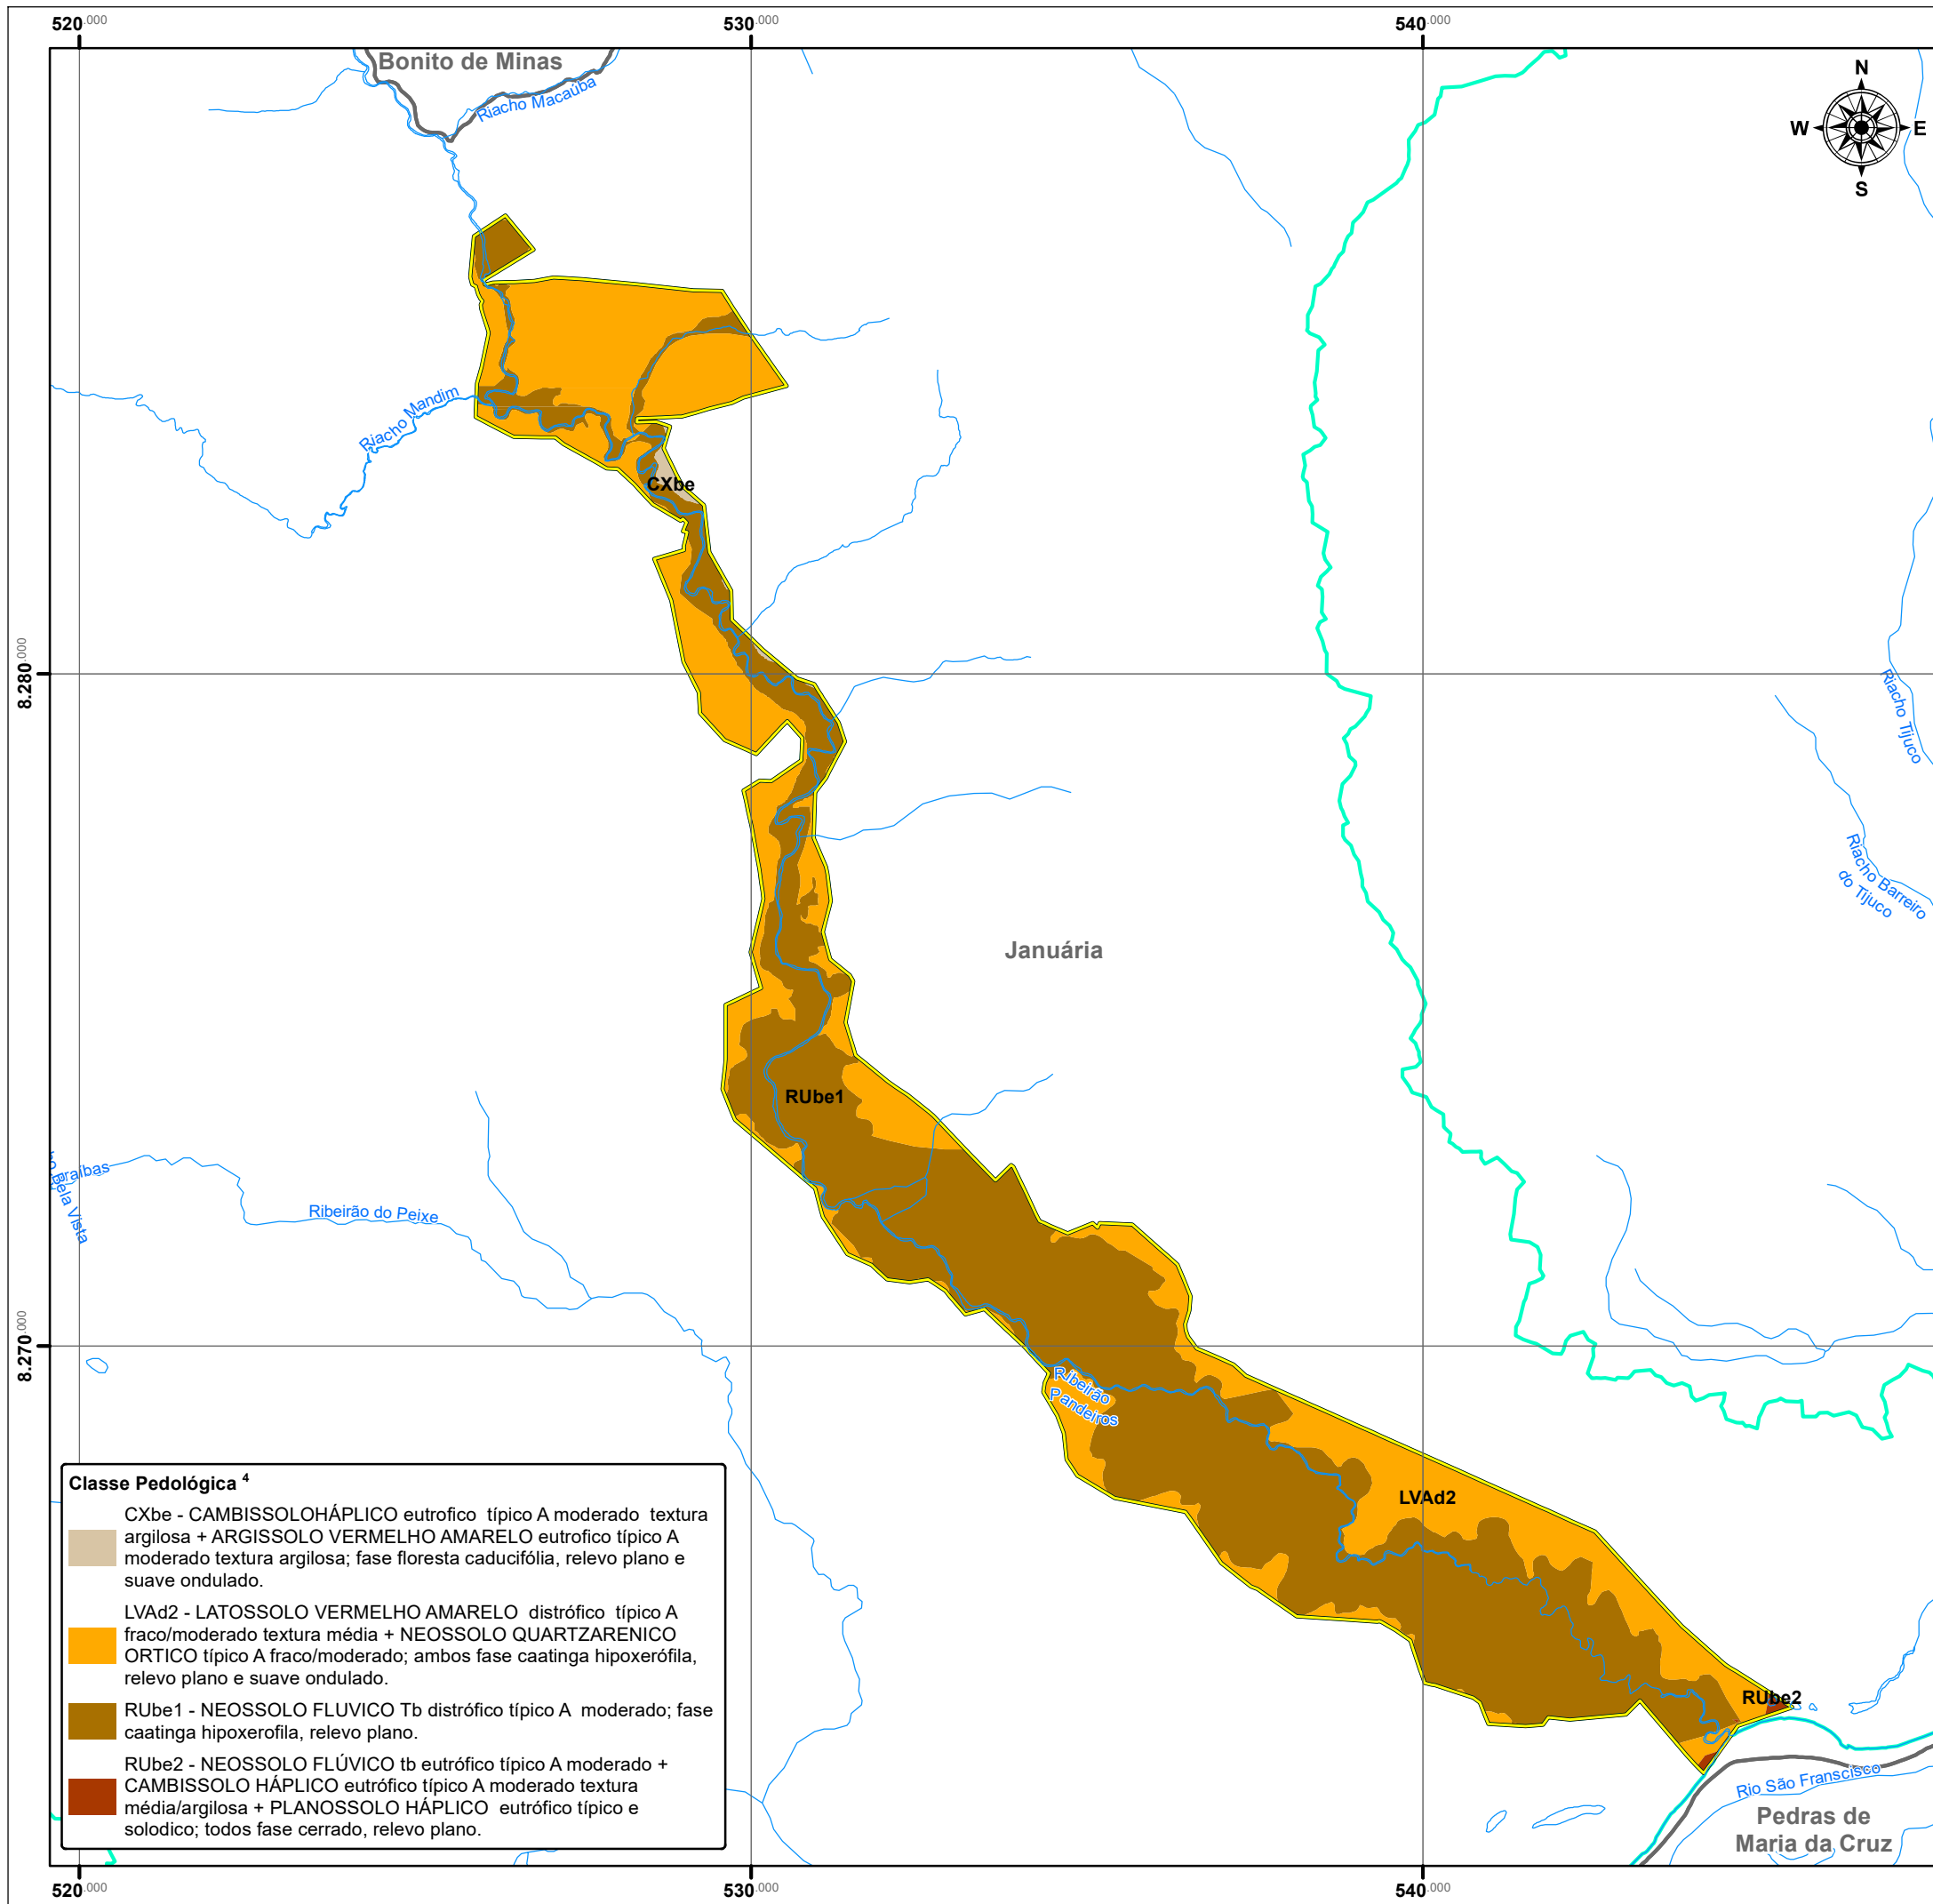 520.000
530.000
540.000
Bonito de Minas
Riacho Macaúba
N
W
E
S
Riacho Mandim
CXbe
8.280.000
Riacho Tijuco
Riacho Barreiro
do Tijuco
Januária
RUbe1
Fraíbas
Bela Vista
Ribeirão do Peixe
8.270.000
Ribeirão
Pandeiros
LVAd2
RUbe2
Rio São Franscisco
Pedras de
Maria da Cruz
Classe Pedológica 4
CXbe - CAMBISSOLOHÁPLICO eutrofico típico A moderado textura
argilosa + ARGISSOLO VERMELHO AMARELO eutrofico típico A
moderado textura argilosa; fase floresta caducifólia, relevo plano e
suave ondulado.
LVAd2 - LATOSSOLO VERMELHO AMARELO distrófico típico A
fraco/moderado textura média + NEOSSOLO QUARTZARENICO
ORTICO típico A fraco/moderado; ambos fase caatinga hipoxerófila,
relevo plano e suave ondulado.
RUbe1 - NEOSSOLO FLUVICO Tb distrófico típico A moderado; fase
caatinga hipoxerofila, relevo plano.
RUbe2 - NEOSSOLO FLÚVICO tb eutrófico típico A moderado +
CAMBISSOLO HÁPLICO eutrófico típico A moderado textura
média/argilosa + PLANOSSOLO HÁPLICO eutrófico típico e
solodico; todos fase cerrado, relevo plano.
520.000
530.000
540.000